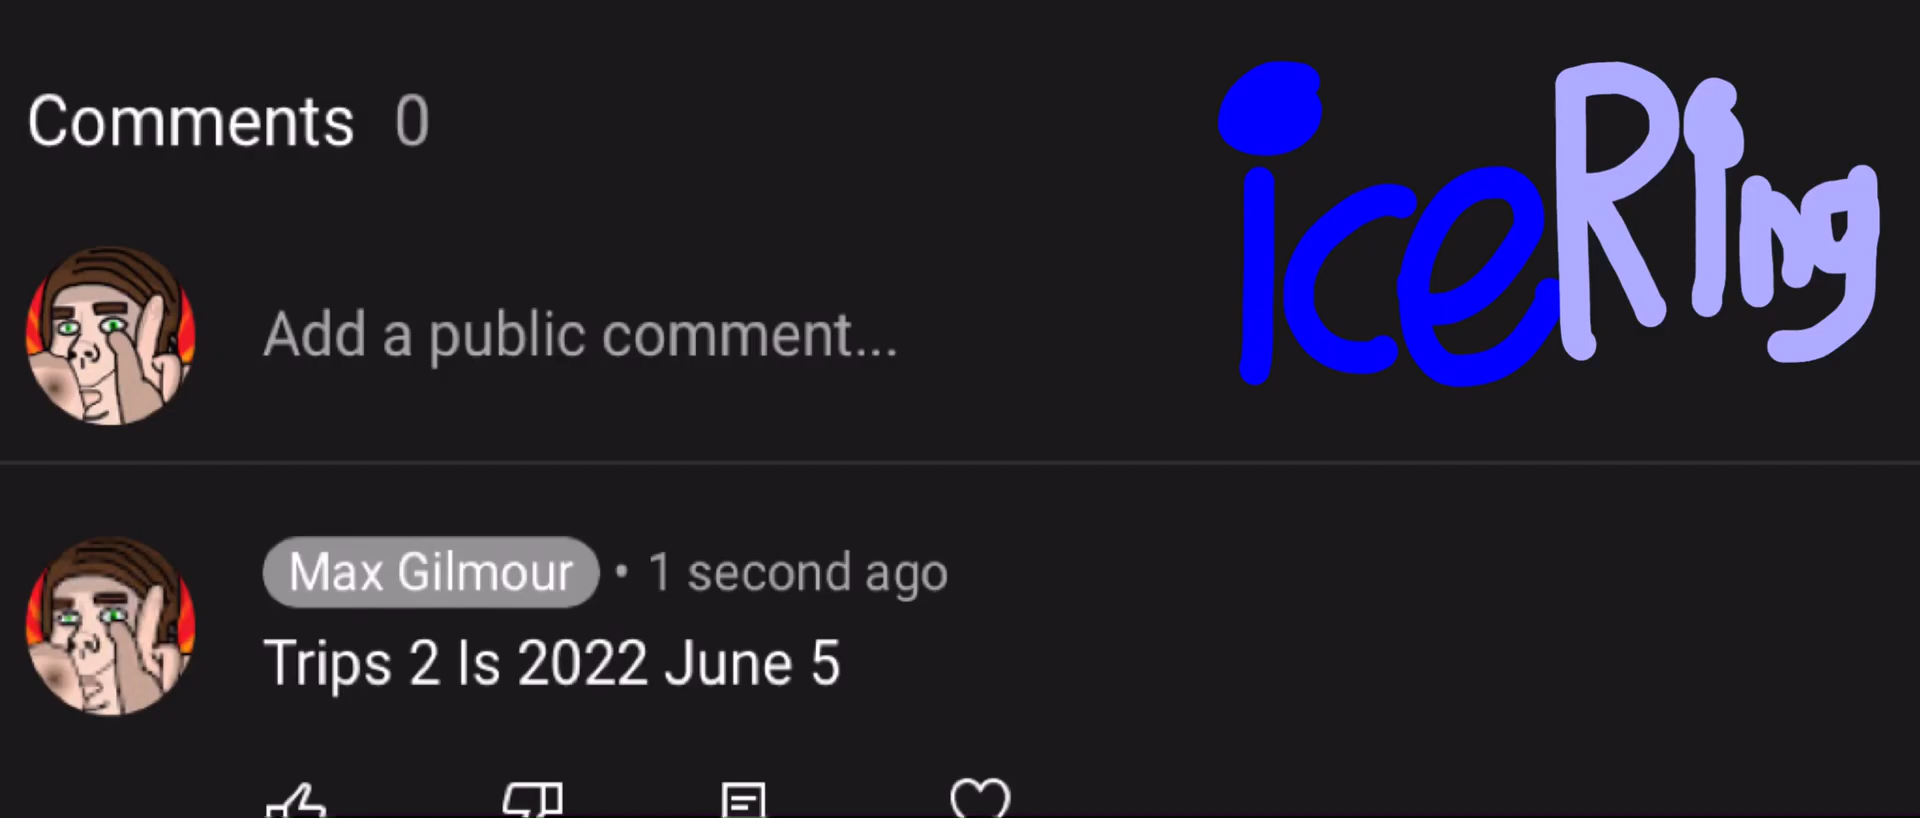 Comments 0
iceRing
Add a public comment...
Max Gilmour • 1 second ago
Trips 2 Is 2022 June 5